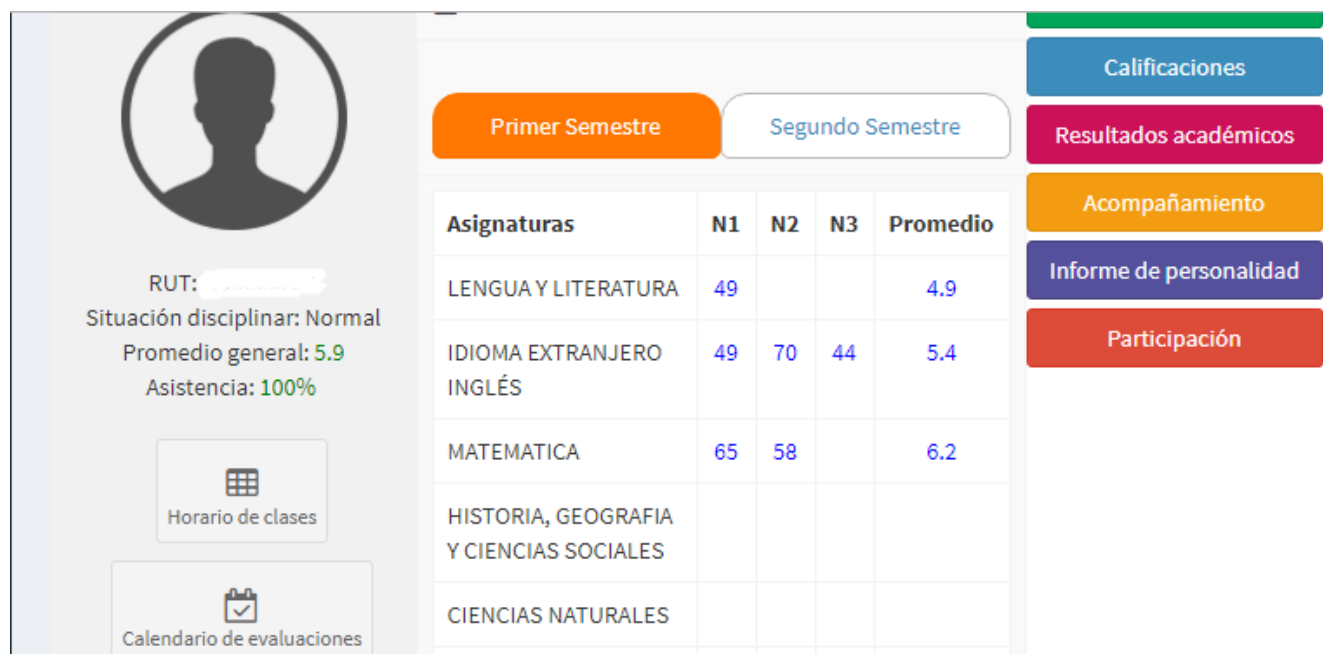 RUT:
Situación disciplinar: Normal
Promedio general: 5.9
Asistencia: 100%
Horario de clases
Calendario de evaluaciones
Primer Semestre
Segundo Semestre
Asignaturas N1 N2 N3 Promedio
LENGUA Y LITERATURA 49 4.9
IDIOMA EXTRANJERO
INGLÉS 49 70 44 5.4
MATEMATICA 65 58 6.2
HISTORIA, GEOGRAFIA
Y CIENCIAS SOCIALES
CIENCIAS NATURALES
Calificaciones
Resultados académicos
Acompañamiento
Informe de personalidad
Participación